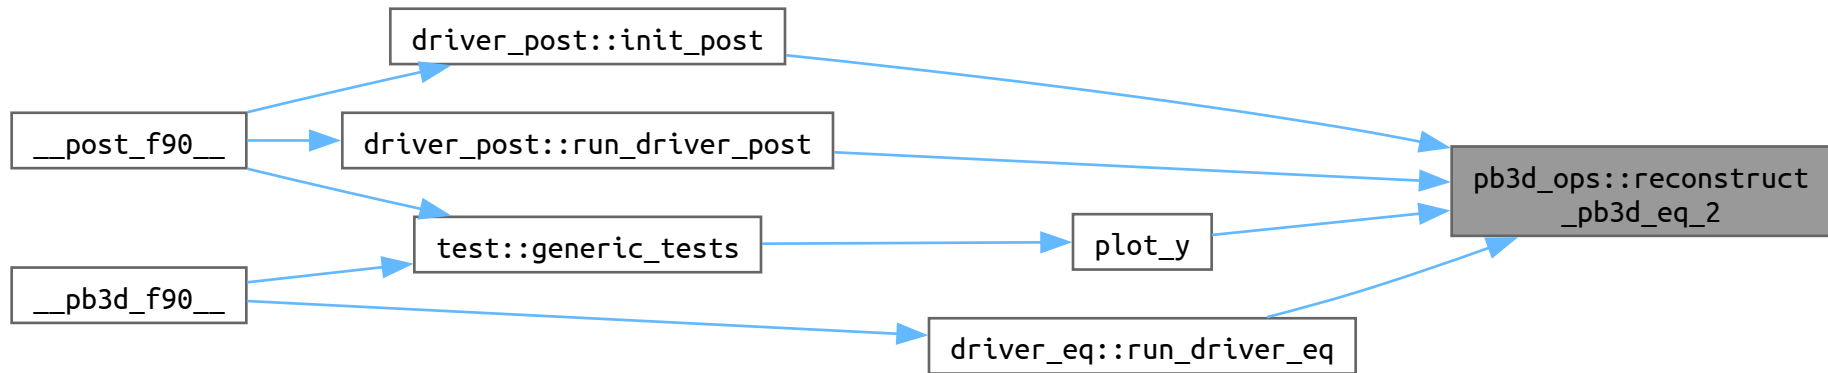 driver_post::init_post
__post_f90__
driver_post::run_driver_post
pb3d_ops::reconstruct
_pb3d_eq_2
test::generic_tests
plot_y
__pb3d_f90__
driver_eq::run_driver_eq